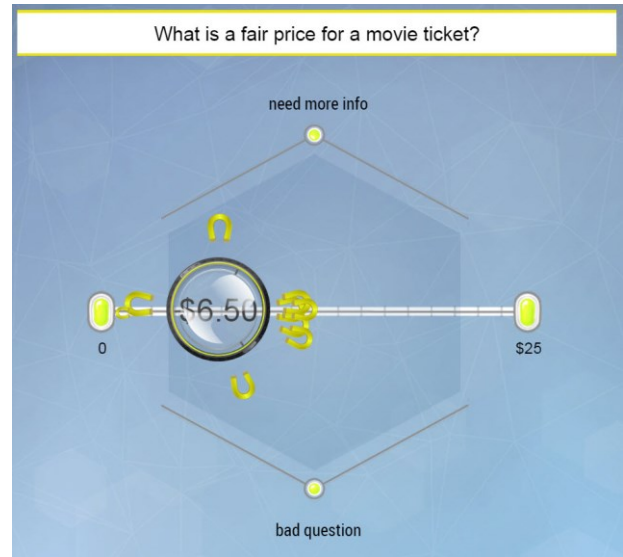 What is a fair price for a movie ticket?
need more info
$6.50
0
$25
bad question